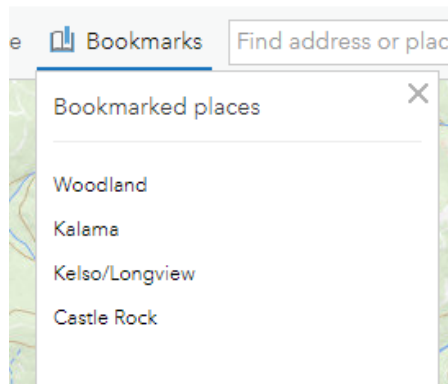 e Bookmarks Find address or plac
Bookmarked places
Woodland
Kalama
Kelso/Longview
Castle Rock